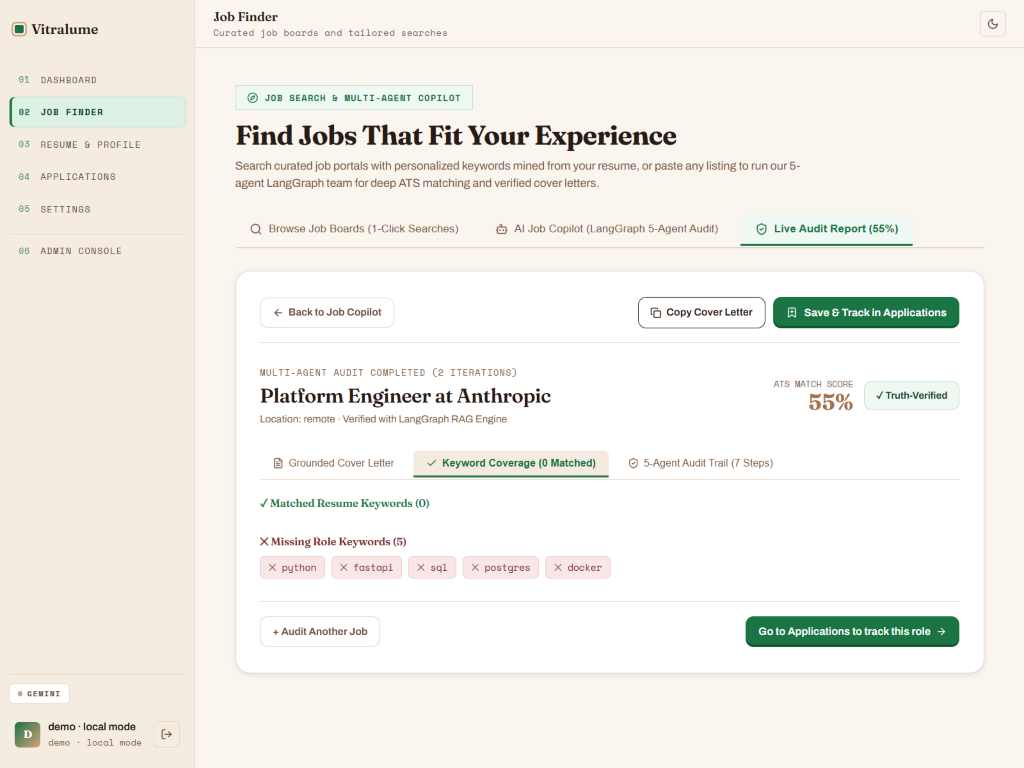 Vitralume
01 DASHBOARD
02 JOB FINDER
03 RESUME & PROFILE
04 APPLICATIONS
05 SETTINGS
06 ADMIN CONSOLE
GEMINI
D
demo · local mode
demo · local mode
Job Finder
Curated job boards and tailored searches
JOB SEARCH & MULTI-AGENT COPILOT
Find Jobs That Fit Your Experience
Search curated job portals with personalized keywords mined from your resume, or paste any listing to run our 5-
agent LangGraph team for deep ATS matching and verified cover letters.
Browse Job Boards (1-Click Searches)
AI Job Copilot (LangGraph 5-Agent Audit)
Live Audit Report (55%)
← Back to Job Copilot
Copy Cover Letter
Save & Track in Applications
MULTI-AGENT AUDIT COMPLETED (2 ITERATIONS)
Platform Engineer at Anthropic
Location: remote · Verified with LangGraph RAG Engine
ATS MATCH SCORE
55%
✓ Truth-Verified
Grounded Cover Letter
Keyword Coverage (0 Matched)
5-Agent Audit Trail (7 Steps)
✓ Matched Resume Keywords (0)
✕ Missing Role Keywords (5)
✕ python
✕ fastapi
✕ sql
✕ postgres
✕ docker
+ Audit Another Job
Go to Applications to track this role →